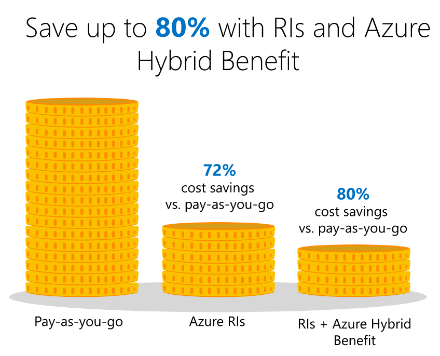 Save up to 80% with RIs and Azure
Hybrid Benefit
72%
cost savings
vs. pay-as-you-go
80%
cost savings
vs. pay-as-you-go
Pay-as-you-go
Azure RIs
RIs + Azure Hybrid
Benefit